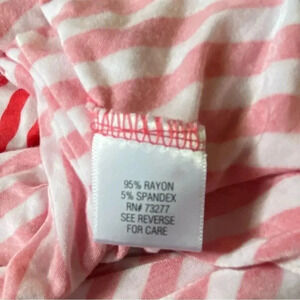 95% RAYON
5% SPANDEX
RN# 73277
SEE REVERSE
FOR CARE